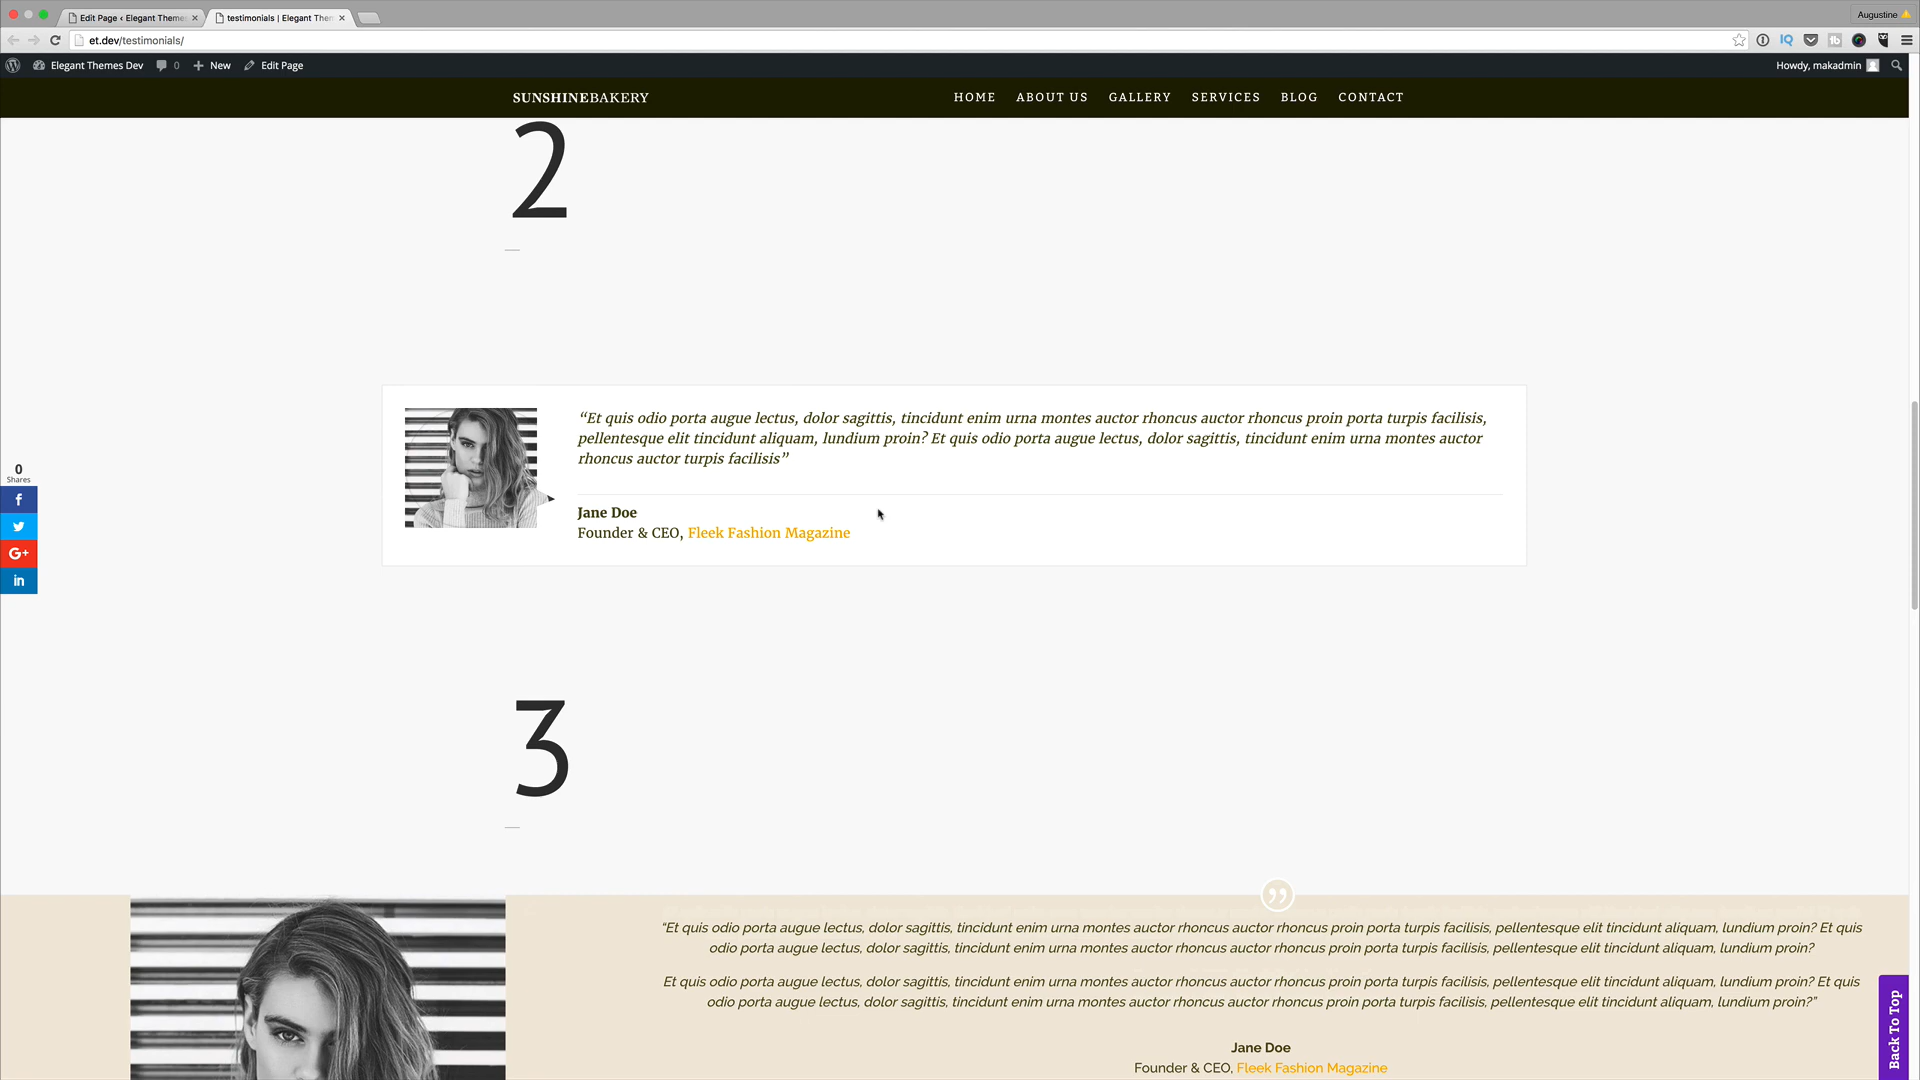 Edit Page ‹ Elegant Themes
testimonials | Elegant Them
Augustine
et.dev/testimonials/
Elegant Themes Dev 0 New Edit Page
Howdy, makadmin
SUNSHINEBAKERY
HOME ABOUT US GALLERY SERVICES BLOG CONTACT
2
“Et quis odio porta augue lectus, dolor sagittis, tincidunt enim urna montes auctor rhoncus auctor rhoncus proin porta turpis facilisis,
pellentesque elit tincidunt aliquam, lundium proin? Et quis odio porta augue lectus, dolor sagittis, tincidunt enim urna montes auctor
rhoncus auctor turpis facilisis”
Jane Doe
Founder & CEO, Fleek Fashion Magazine
0
Shares
f
G+
in
3
“Et quis odio porta augue lectus, dolor sagittis, tincidunt enim urna montes auctor rhoncus auctor rhoncus proin porta turpis facilisis, pellentesque elit tincidunt aliquam, lundium proin? Et quis
odio porta augue lectus, dolor sagittis, tincidunt enim urna montes auctor rhoncus auctor rhoncus proin porta turpis facilisis, pellentesque elit tincidunt aliquam, lundium proin?
Et quis odio porta augue lectus, dolor sagittis, tincidunt enim urna montes auctor rhoncus auctor rhoncus proin porta turpis facilisis, pellentesque elit tincidunt aliquam, lundium proin? Et quis
odio porta augue lectus, dolor sagittis, tincidunt enim urna montes auctor rhoncus auctor rhoncus proin porta turpis facilisis, pellentesque elit tincidunt aliquam, lundium proin?”
Jane Doe
Founder & CEO, Fleek Fashion Magazine
Back To Top